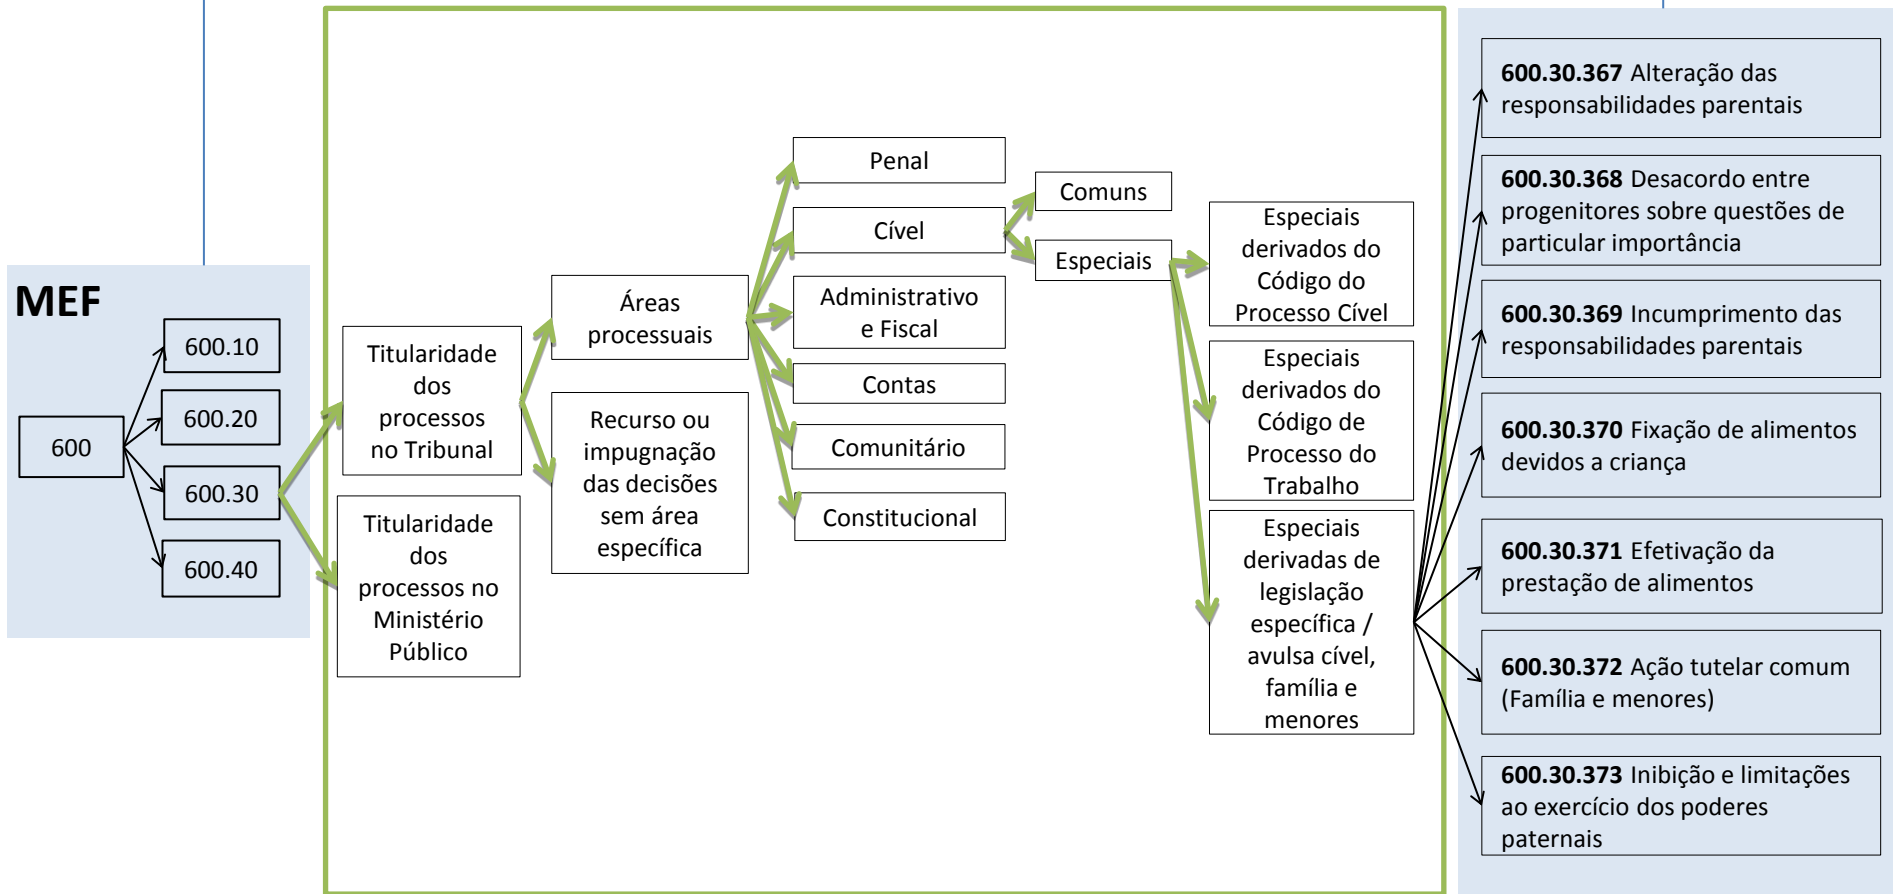 MEF
600
600.10
600.20
600.30
600.40
Titularidade
dos
processos
no Tribunal
Titularidade
dos
processos no
Ministério
Público
Áreas
processuais
Recurso ou
impugnação
das decisões
sem área
específica
Penal
Cível
Administrativo
e Fiscal
Contas
Comunitário
Constitucional
Comuns
Especiais
Especiais
derivados do
Código do
Processo Cível
Especiais
derivados do
Código de
Processo do
Trabalho
Especiais
derivadas de
legislação
específica /
avulsa cível,
família e
menores
600.30.367 Alteração das
responsabilidades parentais
600.30.368 Desacordo entre
progenitores sobre questões de
particular importância
600.30.369 Incumprimento das
responsabilidades parentais
600.30.370 Fixação de alimentos
devidos a criança
600.30.371 Efetivação da
prestação de alimentos
600.30.372 Ação tutelar comum
(Família e menores)
600.30.373 Inibição e limitações
ao exercício dos poderes
paternais